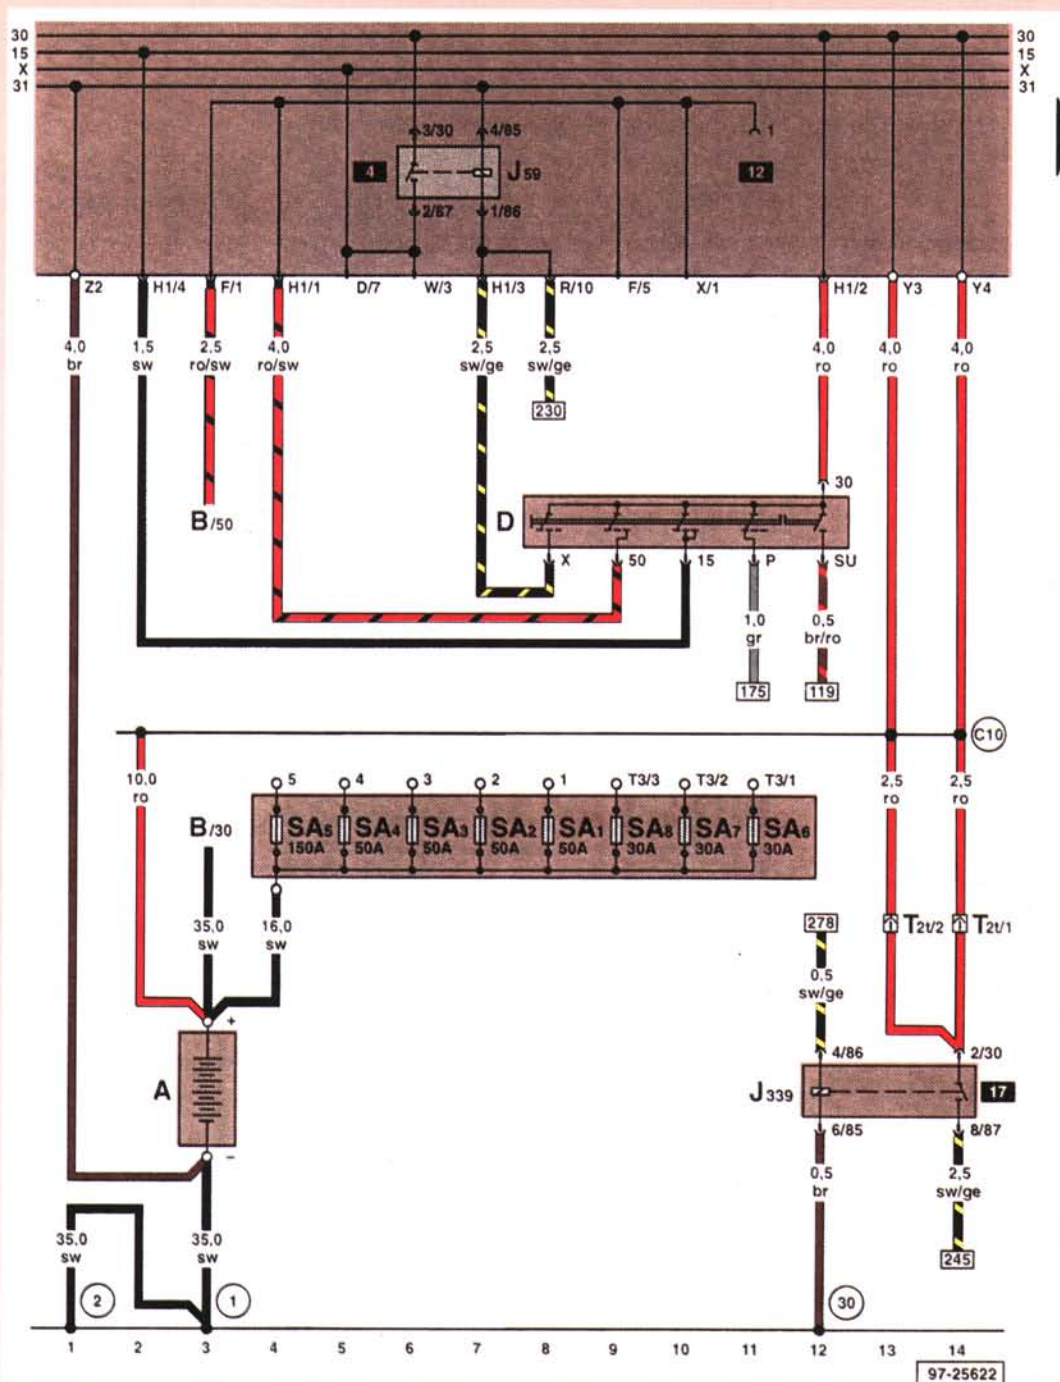 30 30
15 15
X X
31 31
3/30 4/85 1
4 J59 12
2/87 1/86
Z2 H1/4 F/1 H1/1 D/7 W/3 H1/3 R/10 F/5 X/1 H1/2 Y3 Y4
4,0 1,5 2,5 4,0 2,5 2,5 4,0 4,0 4,0
br sw ro/sw ro/sw sw/ge sw/ge ro ro ro
230
30
B/50 D
X 50 15 P SU
1,0 0,5
gr br/ro
175 119
C10
10,0 5 4 3 2 1 T3/3 T3/2 T3/1 2,5 2,5
ro ro ro
B/30 SA5 SA4 SA3 SA2 SA1 SA8 SA7 SA6
150A 50A 50A 50A 50A 30A 30A 30A
35,0 16,0 278 T2t/2 T2t/1
sw sw
0,5
sw/ge
+
4/86 2/30
A J339 17
6/85 8/87
–
0,5 2,5
br sw/ge
35,0 35,0
sw sw
245
2 1 30
1 2 3 4 5 6 7 8 9 10 11 12 13 14
97-25622